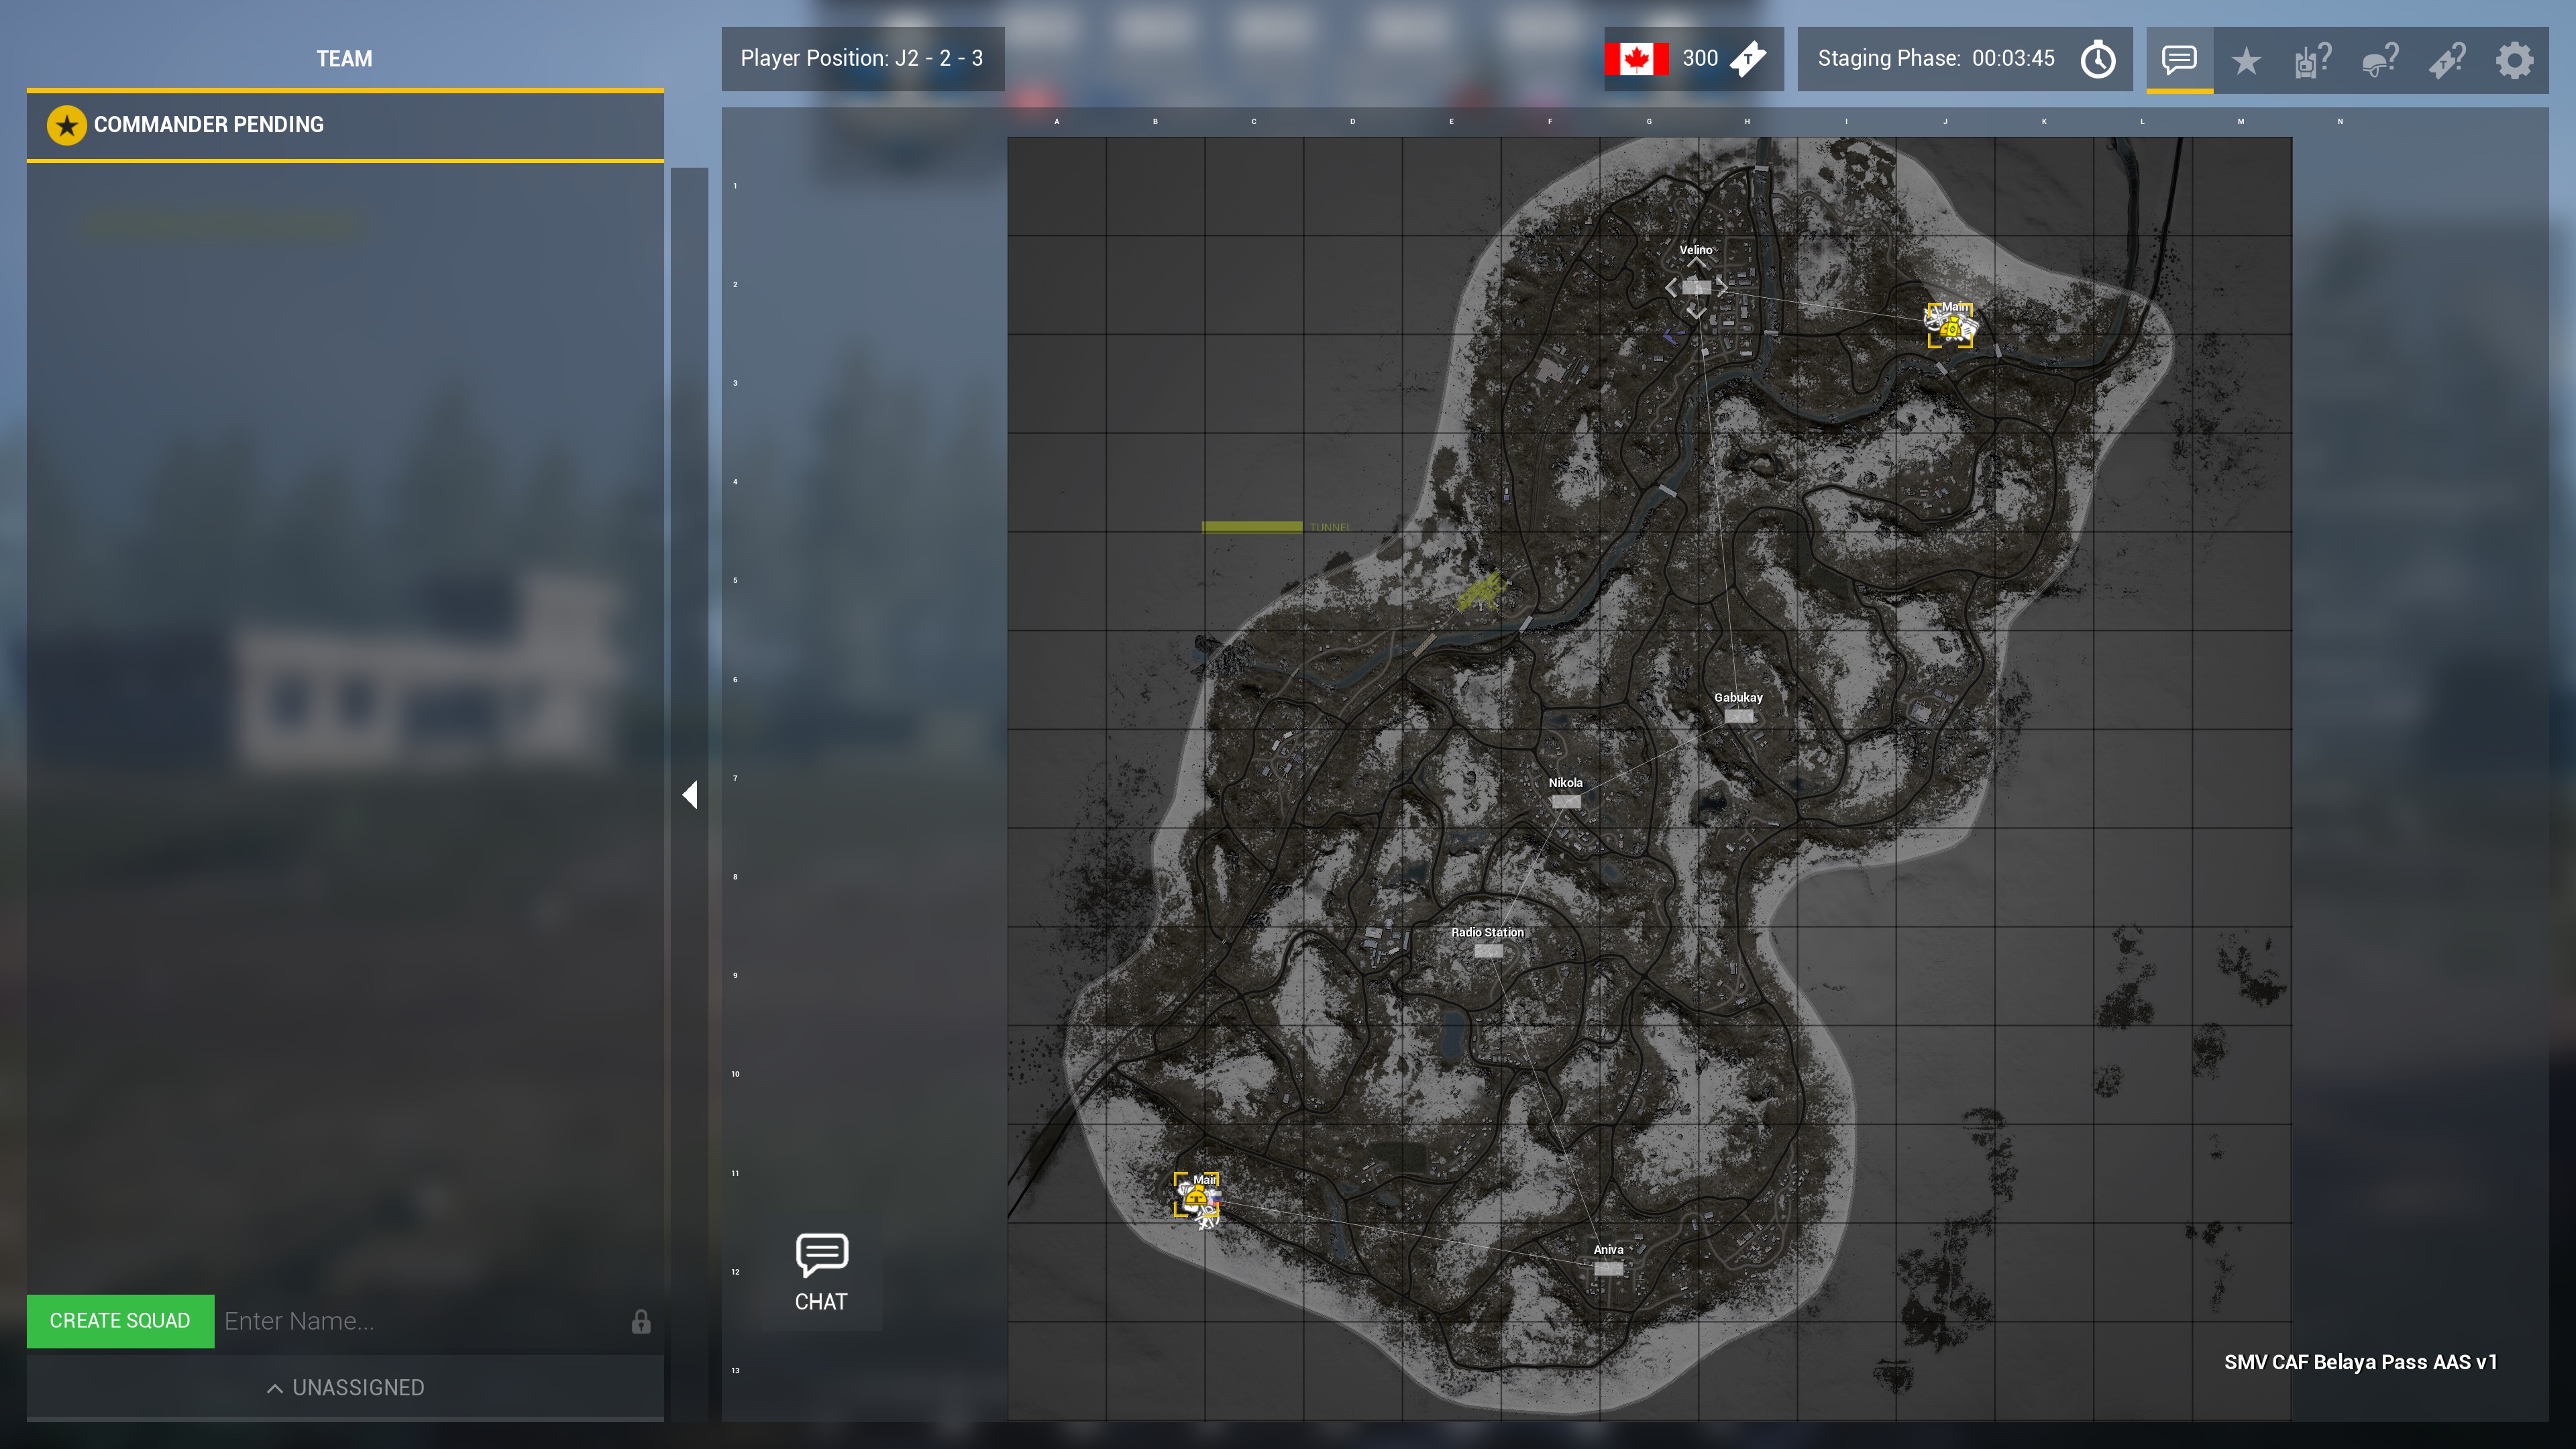 TEAM
Player Position: J2 - 2 - 3
300
T
Staging Phase: 00:03:45
? ? T?
COMMANDER PENDING
A B C D E F G H I J K L M N
1
2
3
4
5
6
7
8
9
10
11
12
13
Velino
Main
TUNNEL
Gabukay
Nikola
Radio Station
Main
Aniva
CHAT
CREATE SQUAD Enter Name...
UNASSIGNED
SMV CAF Belaya Pass AAS v1